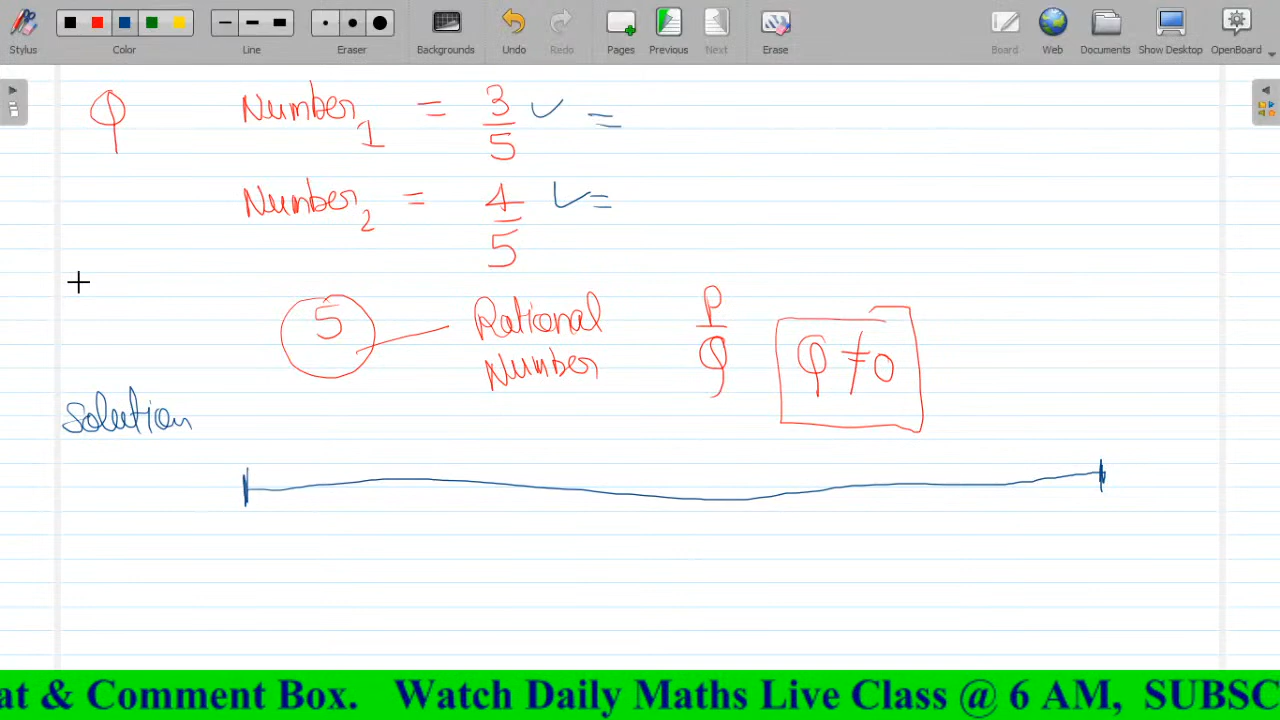 Stylus Color Line Eraser Backgrounds Undo Redo Pages Previous Next Erase Board Web Documents Show Desktop OpenBoard
Q Number1 = 3/5 ✓ =
Number2 = 4/5 ✓ =
5 Rational Number P/Q Q ≠ 0
Solution
at & Comment Box. Watch Daily Maths Live Class @ 6 AM, SUBSC